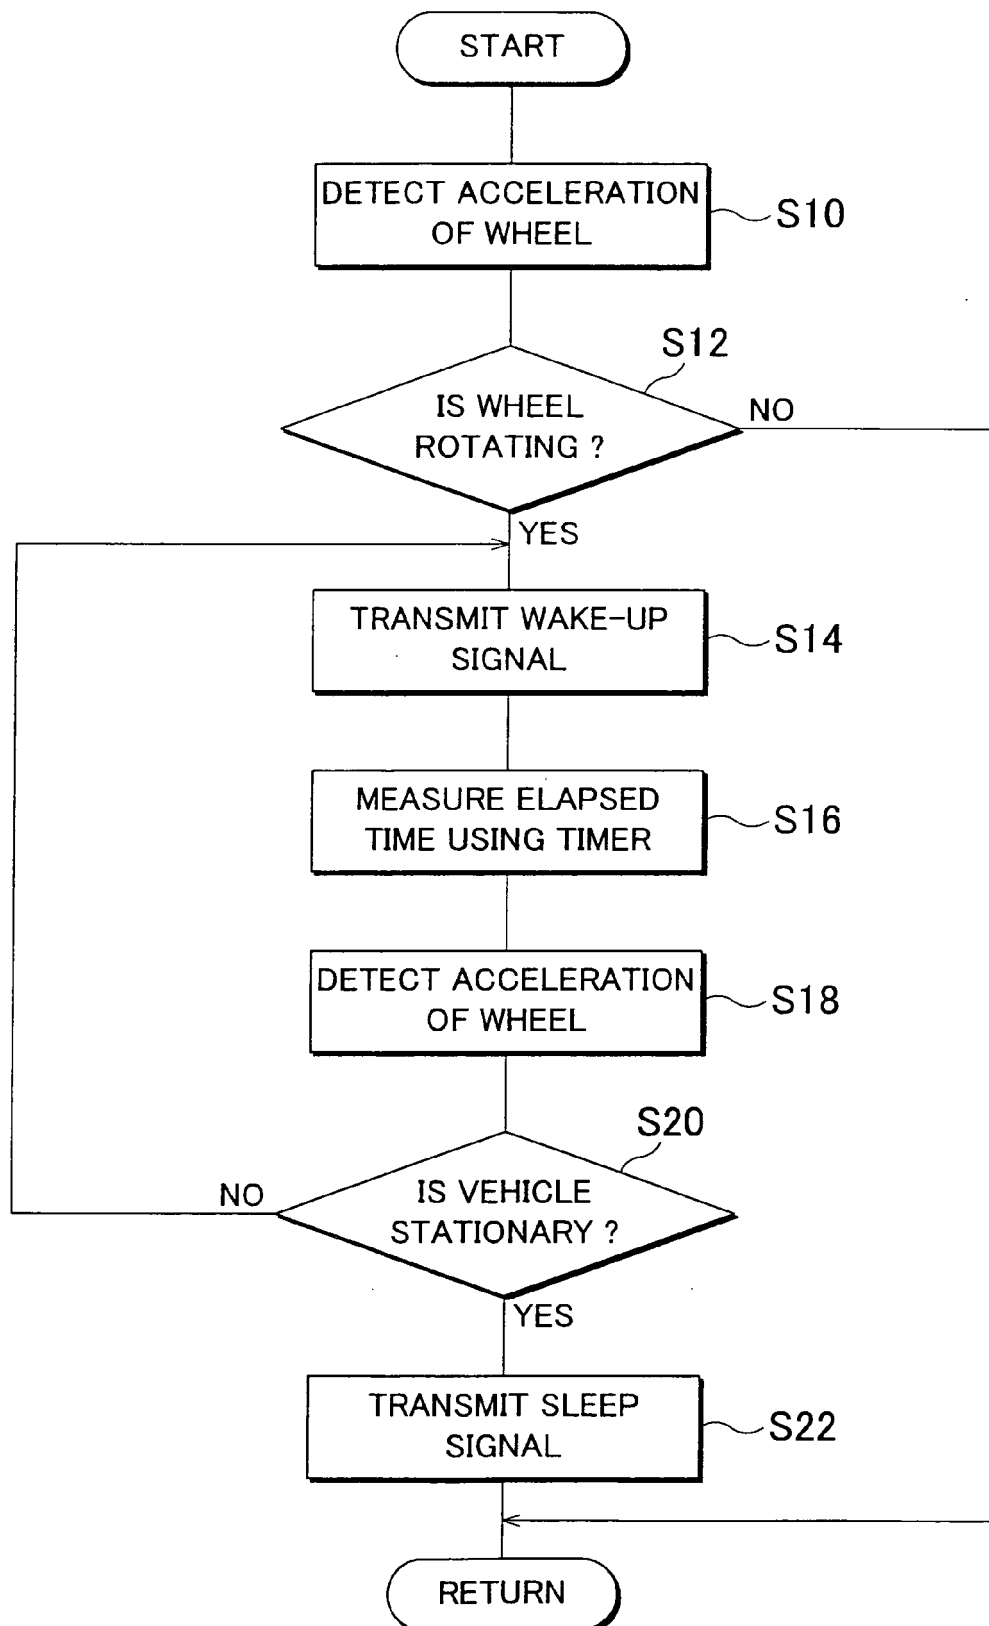 START
DETECT ACCELERATION
OF WHEEL
S10
S12
IS WHEEL
ROTATING ?
NO
YES
TRANSMIT WAKE-UP
SIGNAL
S14
MEASURE ELAPSED
TIME USING TIMER
S16
DETECT ACCELERATION
OF WHEEL
S18
S20
IS VEHICLE
STATIONARY ?
NO
YES
TRANSMIT SLEEP
SIGNAL
S22
RETURN